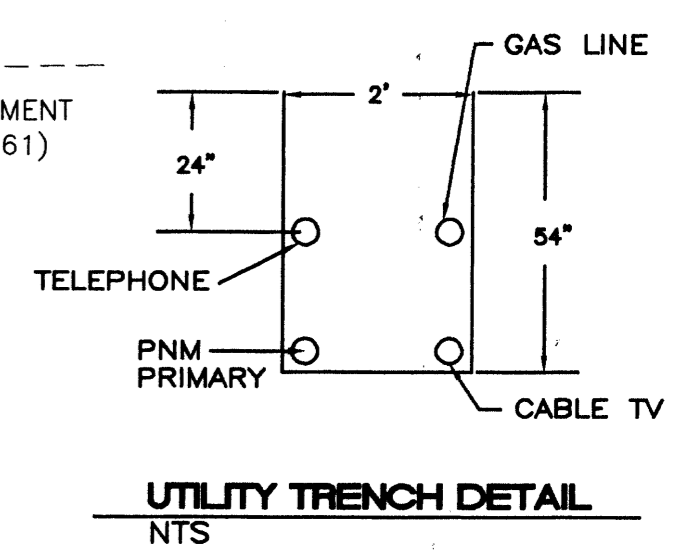 GAS LINE
2'
MENT
61)
24"
54"
TELEPHONE
PNM
PRIMARY
CABLE TV
UTILITY TRENCH DETAIL
NTS